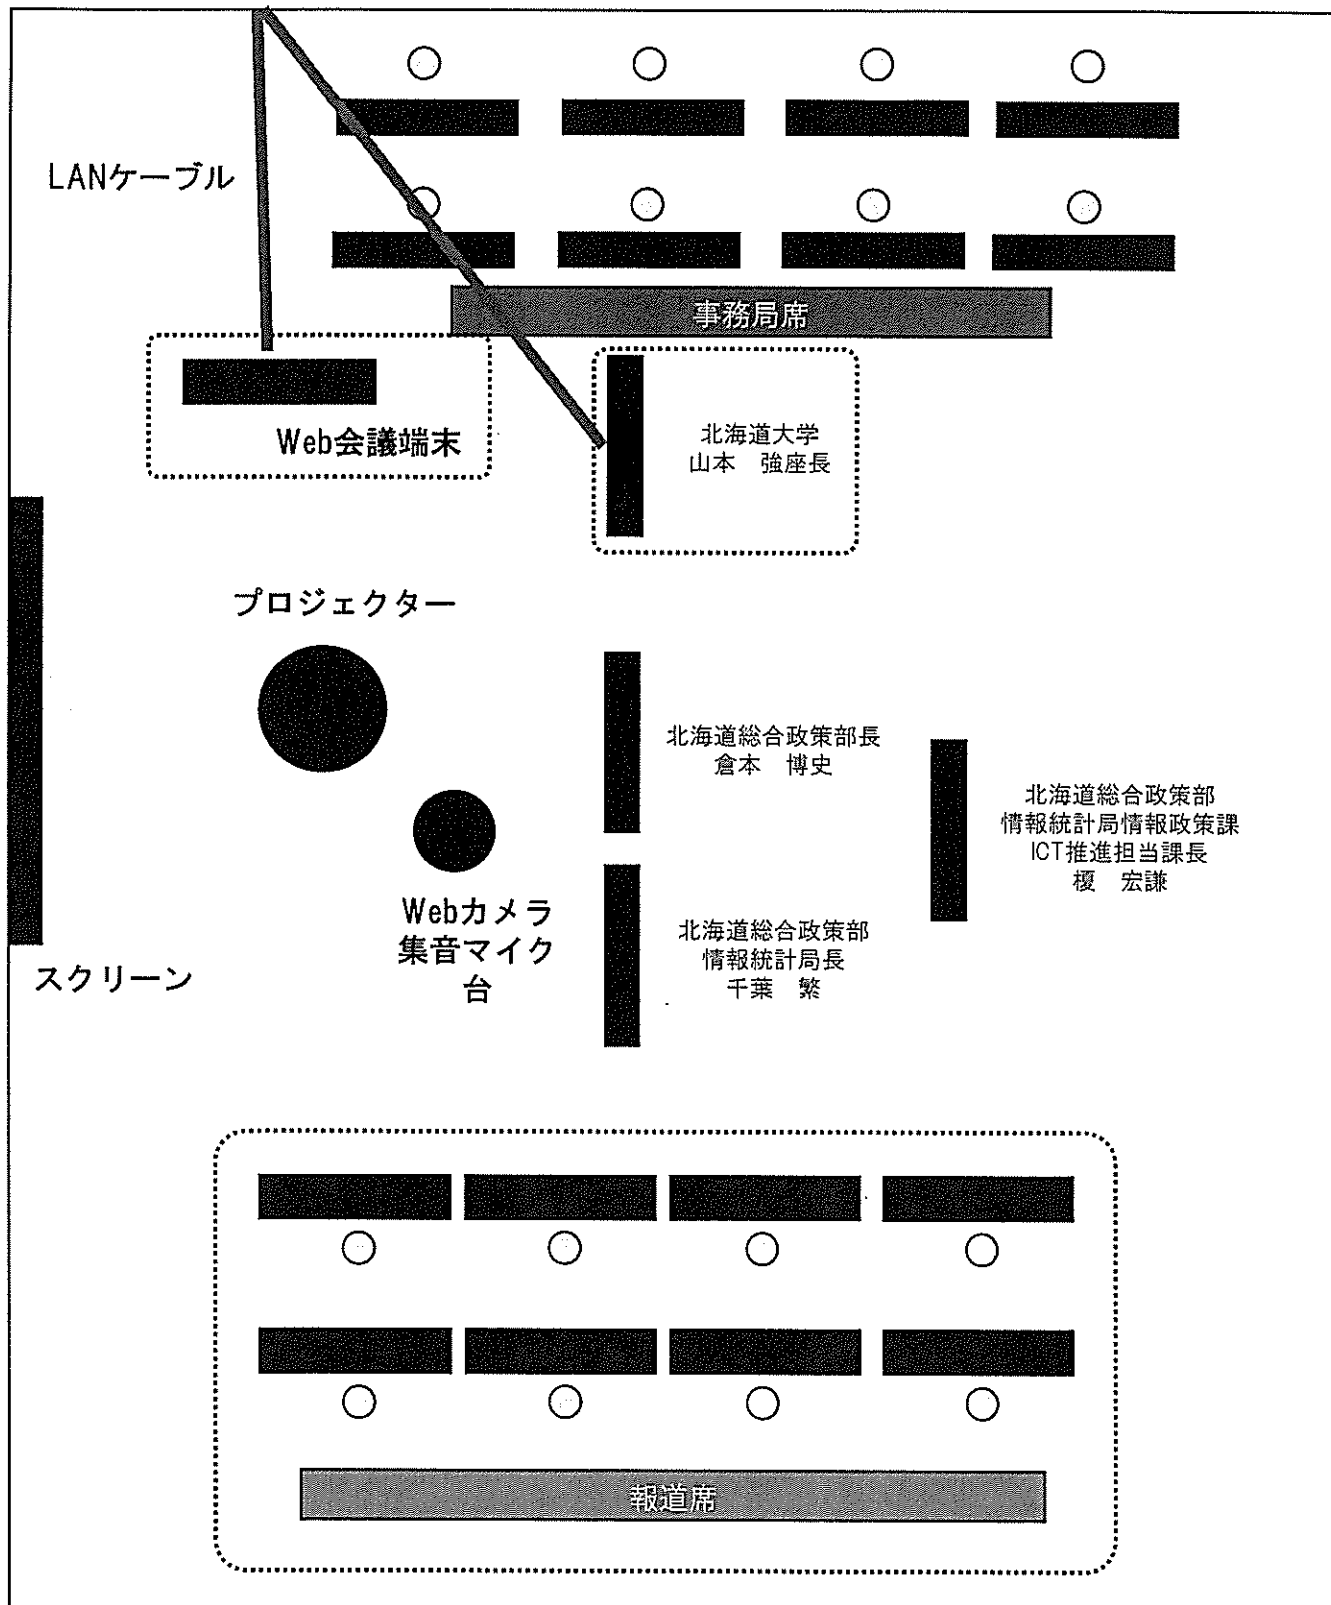 LANケーブル
事務局席
Web会議端末
北海道大学
山本　強座長
プロジェクター
北海道総合政策部長
倉本　博史
北海道総合政策部
情報統計局情報政策課
ICT推進担当課長
榎　宏謙
Webカメラ
集音マイク
台
北海道総合政策部
情報統計局長
千葉　繁
スクリーン
報道席